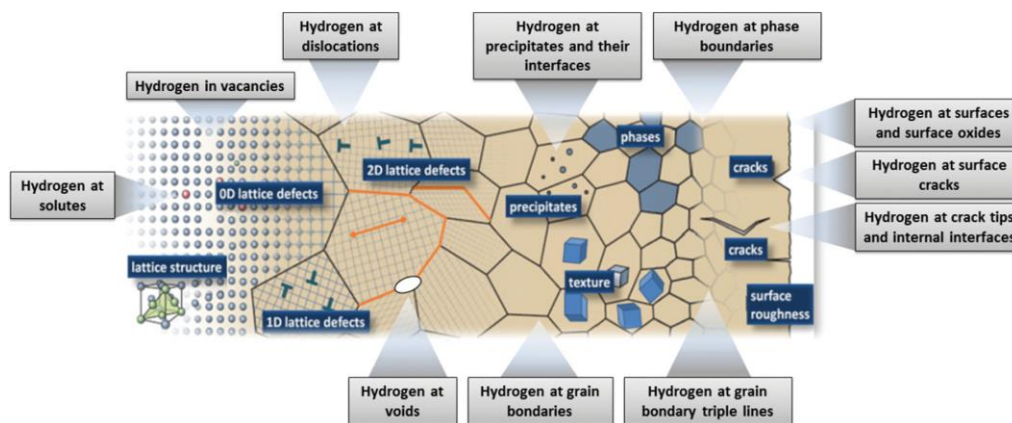 Hydrogen at
dislocations
Hydrogen at
precipitates and their
interfaces
Hydrogen at phase
boundaries
Hydrogen in vacancies
Hydrogen at surfaces
and surface oxides
Hydrogen at surface
cracks
Hydrogen at crack tips
and internal interfaces
Hydrogen at
solutes
phases
2D lattice defects
0D lattice defects
cracks
precipitates
cracks
lattice structure
texture
1D lattice defects
surface
roughness
Hydrogen at
voids
Hydrogen at grain
bondaries
Hydrogen at grain
bondary triple lines